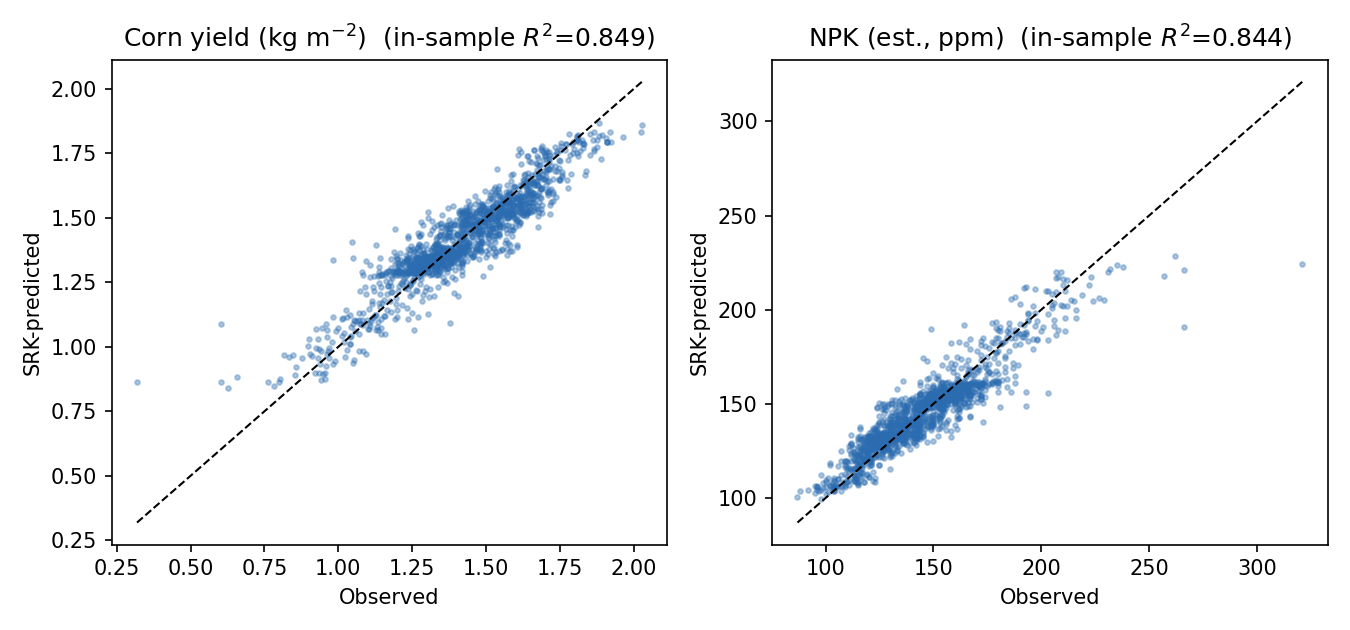 Corn yield (kg m⁻²) (in-sample R²=0.849)
SRK-predicted
2.00
1.75
1.50
1.25
1.00
0.75
0.50
0.25
0.25 0.50 0.75 1.00 1.25 1.50 1.75 2.00
Observed
NPK (est., ppm) (in-sample R²=0.844)
SRK-predicted
300
250
200
150
100
100 150 200 250 300
Observed